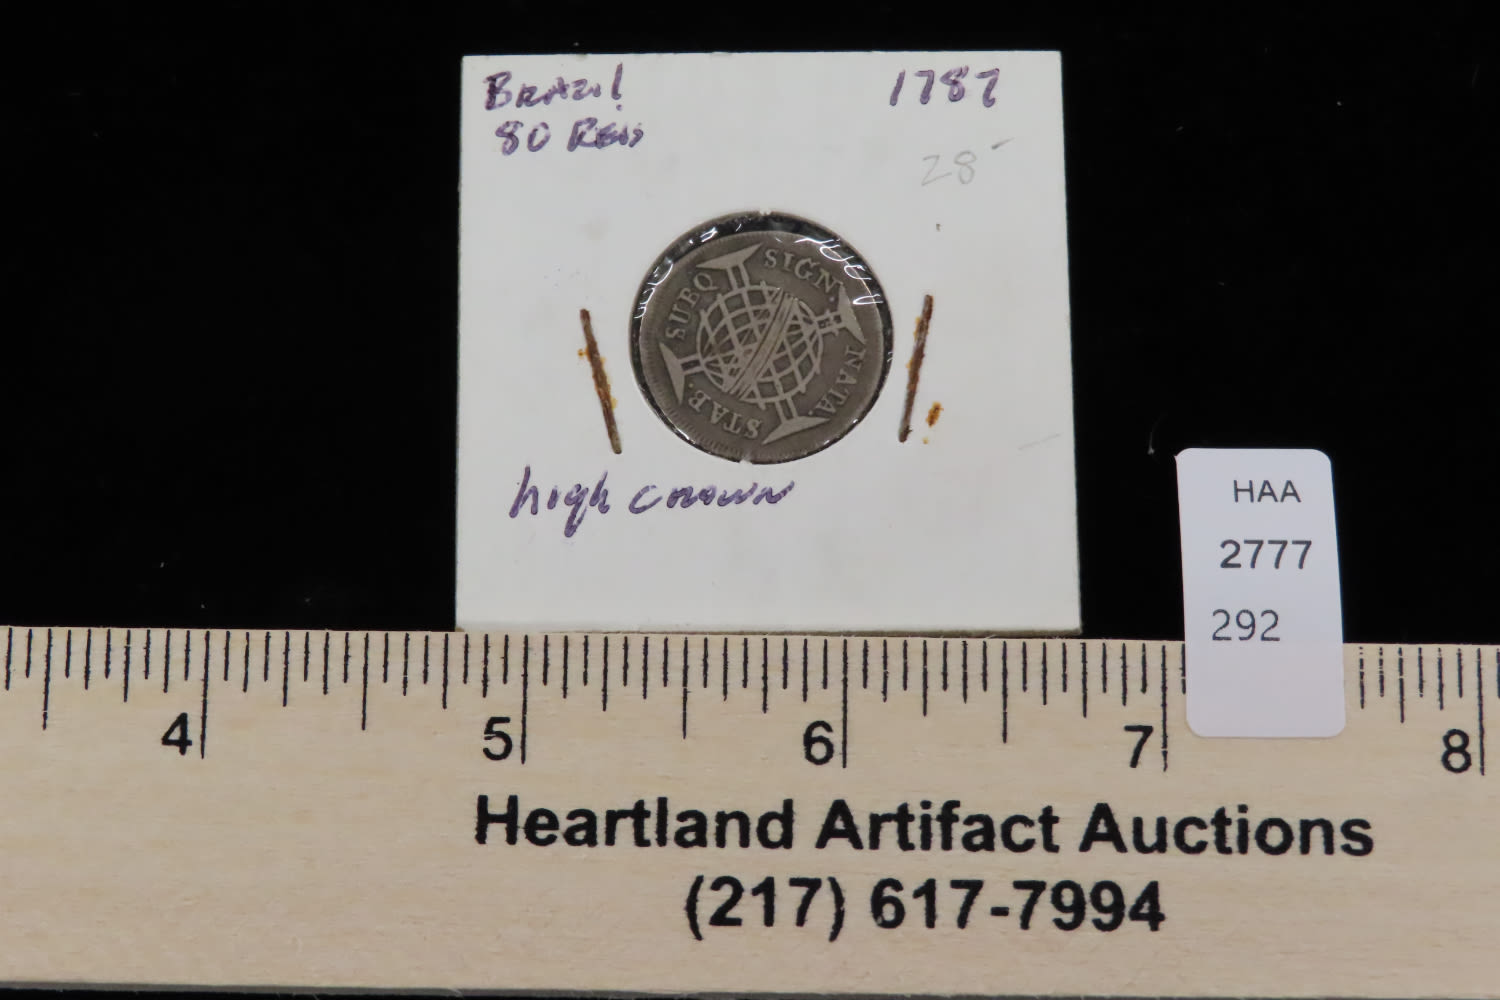 Brazil
80 Reis
1787
28-
SUBQ
SIGN.
NATA.
STAB.
high crown
HAA
2777
292
4 5 6 7 8
Heartland Artifact Auctions
(217) 617-7994